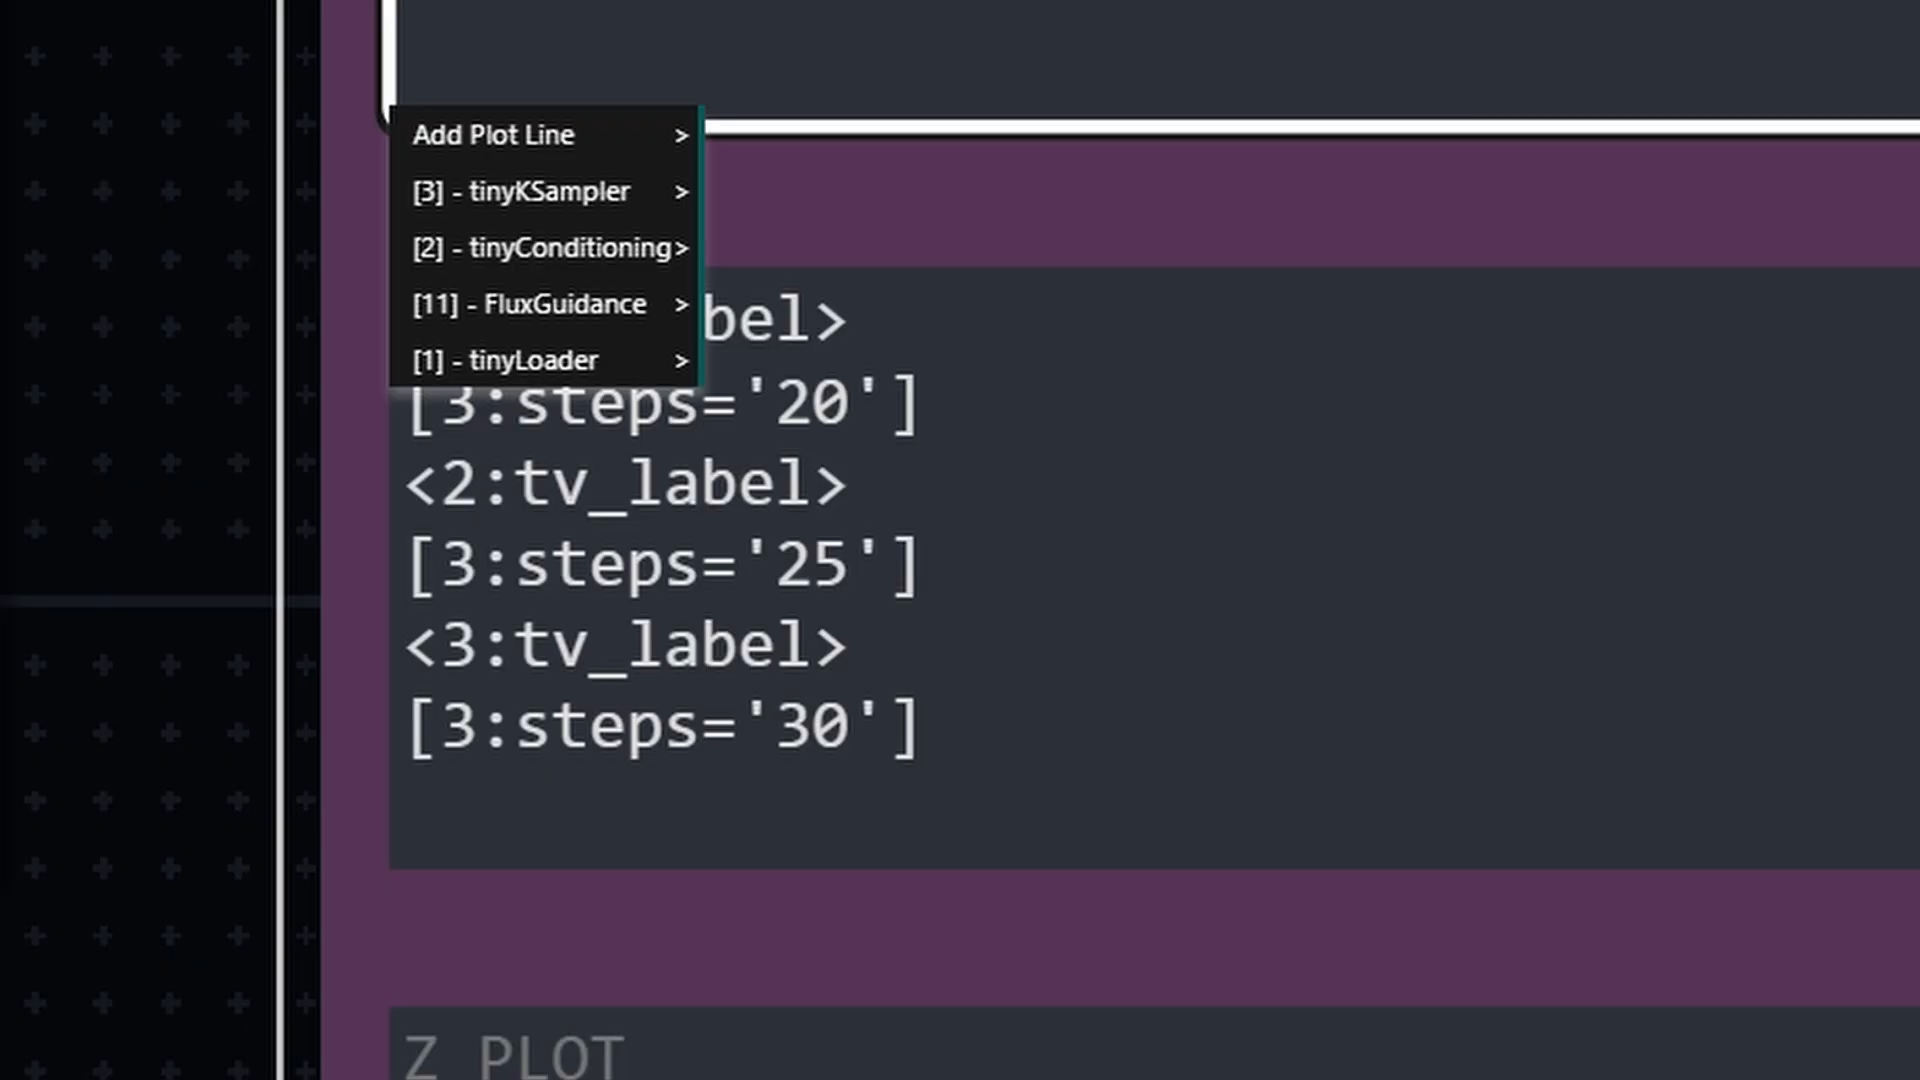 Add Plot Line >
[3] - tinyKSampler >
[2] - tinyConditioning >
[11] - FluxGuidance >
[1] - tinyLoader >
bel>
[3:steps='20']
<2:tv_label>
[3:steps='25']
<3:tv_label>
[3:steps='30']
Z PLOT